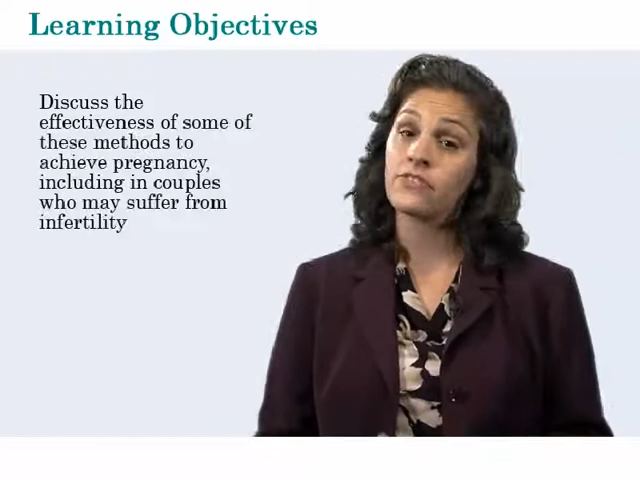 Learning Objectives
Discuss the
effectiveness of some of
these methods to
achieve pregnancy,
including in couples
who may suffer from
infertility